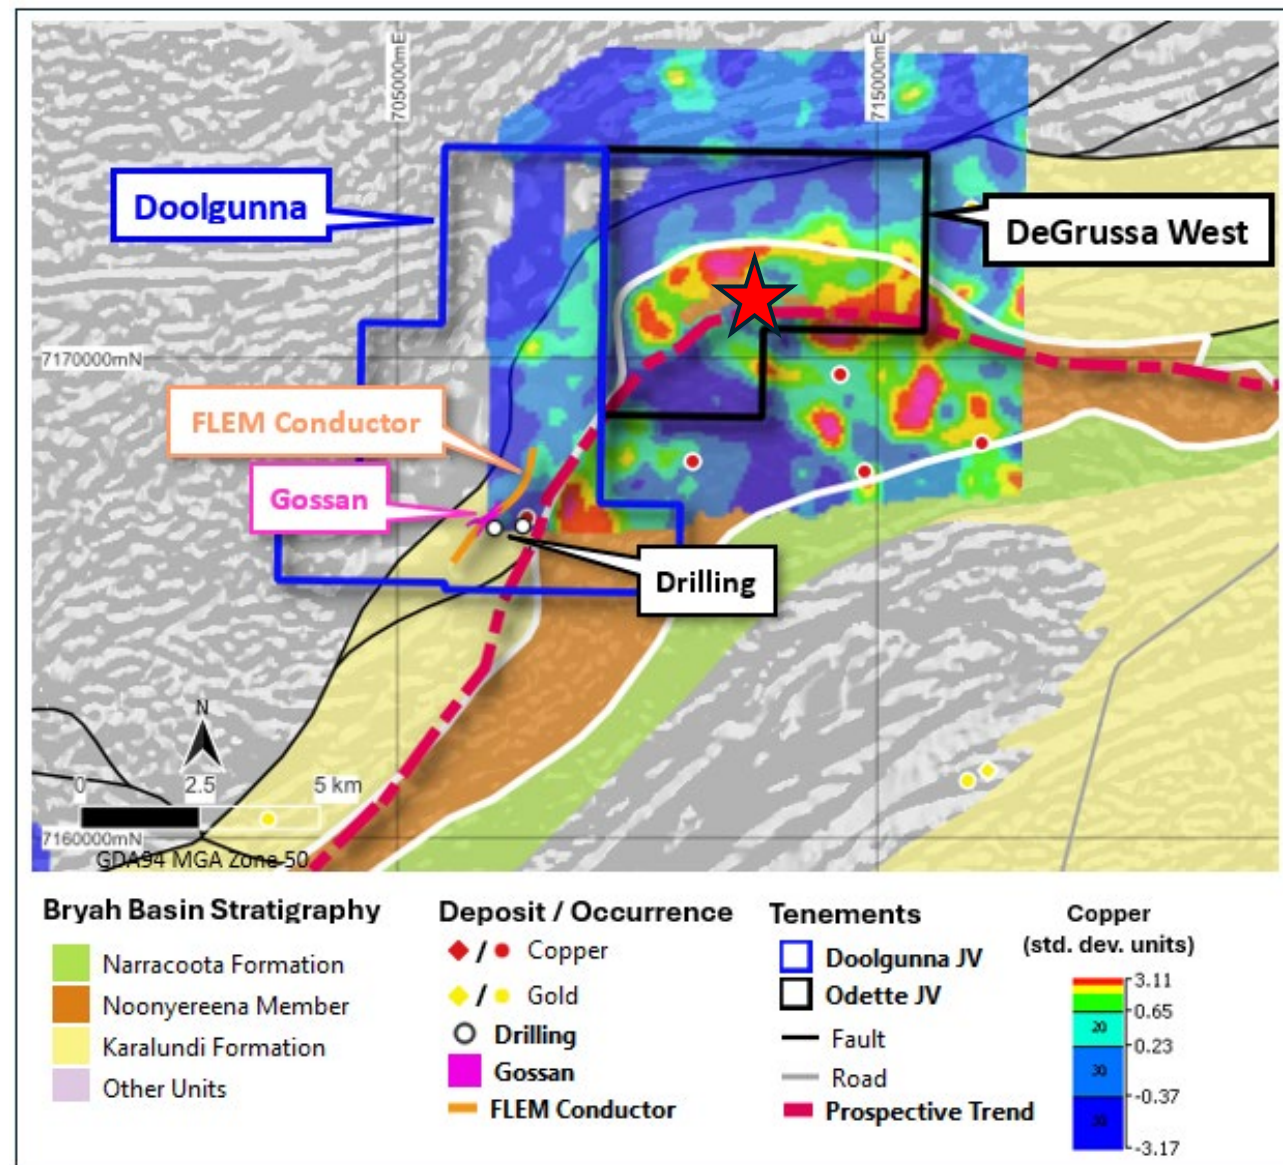 705000mE
715000mE
Doolgunna
DeGrussa West
7170000mN
FLEM Conductor
Gossan
Drilling
N
0 2.5 5 km
7160000mN
GDA94 MGA Zone 50
Bryah Basin Stratigraphy
Narracoota Formation
Noonyereena Member
Karalundi Formation
Other Units
Deposit / Occurrence
/ Copper
/ Gold
Drilling
Gossan
FLEM Conductor
Tenements
Doolgunna JV
Odette JV
Fault
Road
Prospective Trend
Copper
(std. dev. units)
3.11
0.65
20
0.23
30
-0.37
30
-3.17